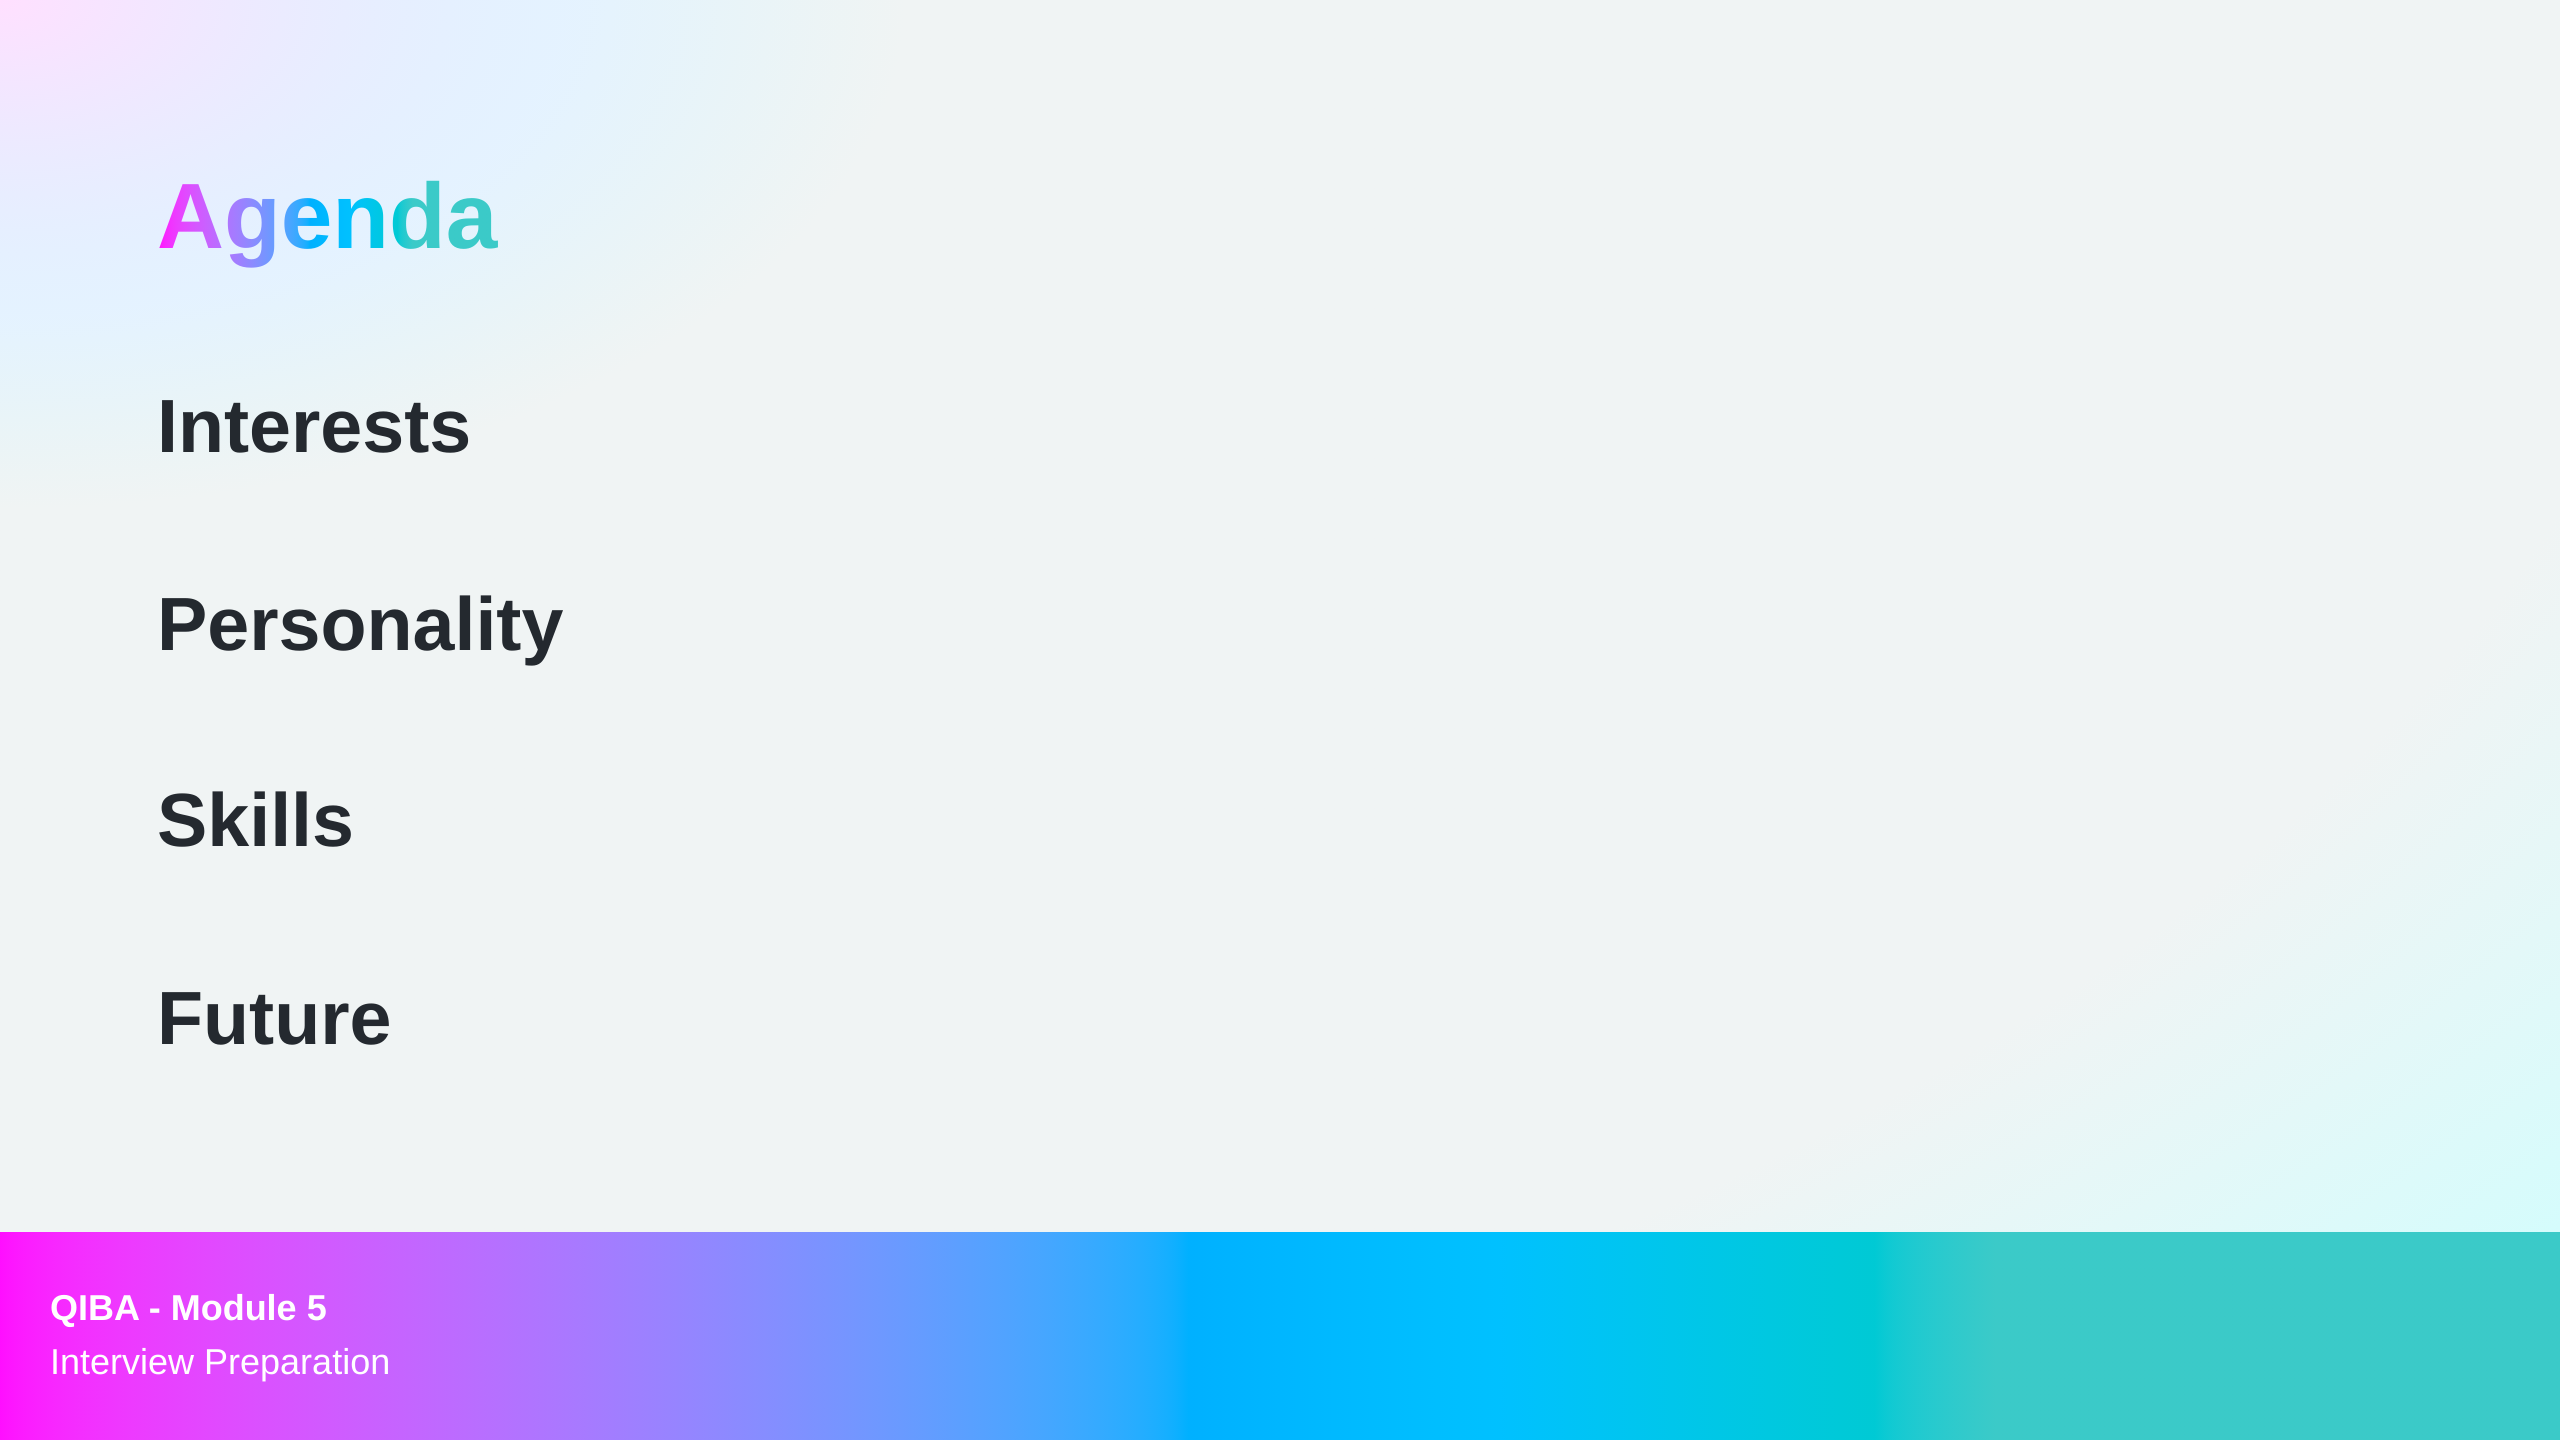 Agenda
Interests
Personality
Skills
Future
QIBA - Module 5
Interview Preparation